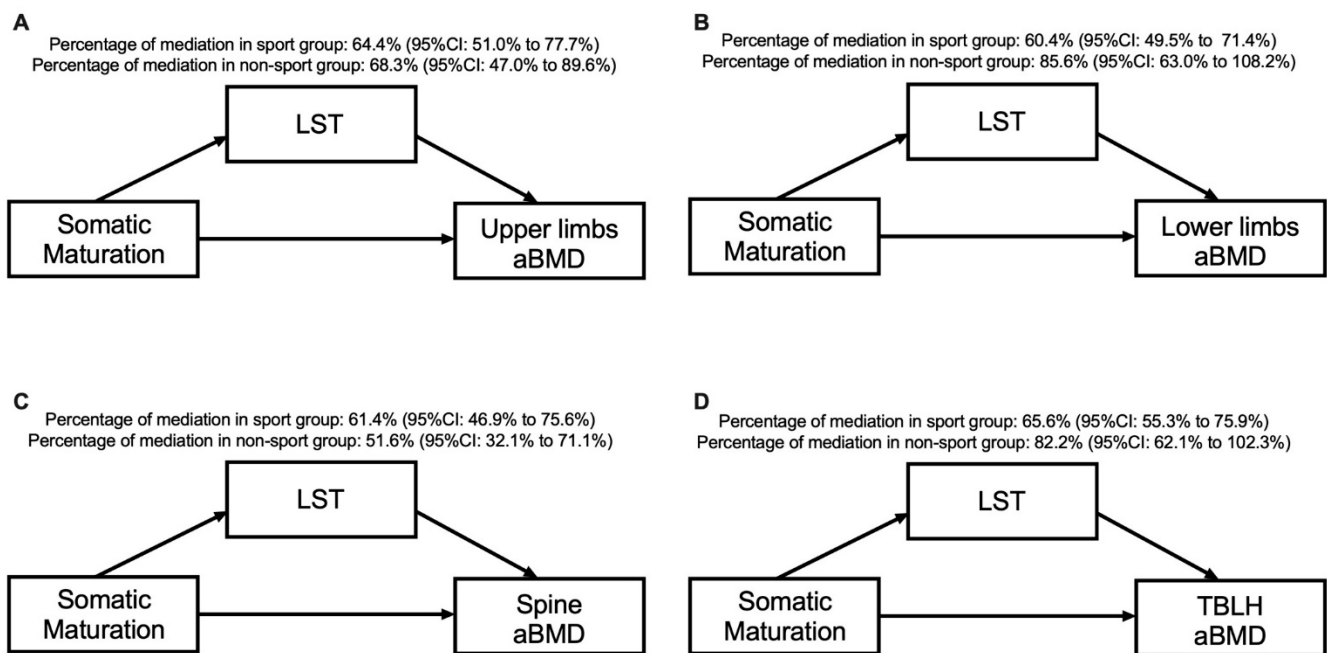 A
Percentage of mediation in sport group: 64.4% (95%CI: 51.0% to 77.7%)
Percentage of mediation in non-sport group: 68.3% (95%CI: 47.0% to 89.6%)
LST
Somatic
Maturation
Upper limbs
aBMD
B
Percentage of mediation in sport group: 60.4% (95%CI: 49.5% to 71.4%)
Percentage of mediation in non-sport group: 85.6% (95%CI: 63.0% to 108.2%)
LST
Somatic
Maturation
Lower limbs
aBMD
C
Percentage of mediation in sport group: 61.4% (95%CI: 46.9% to 75.6%)
Percentage of mediation in non-sport group: 51.6% (95%CI: 32.1% to 71.1%)
LST
Somatic
Maturation
Spine
aBMD
D
Percentage of mediation in sport group: 65.6% (95%CI: 55.3% to 75.9%)
Percentage of mediation in non-sport group: 82.2% (95%CI: 62.1% to 102.3%)
LST
Somatic
Maturation
TBLH
aBMD